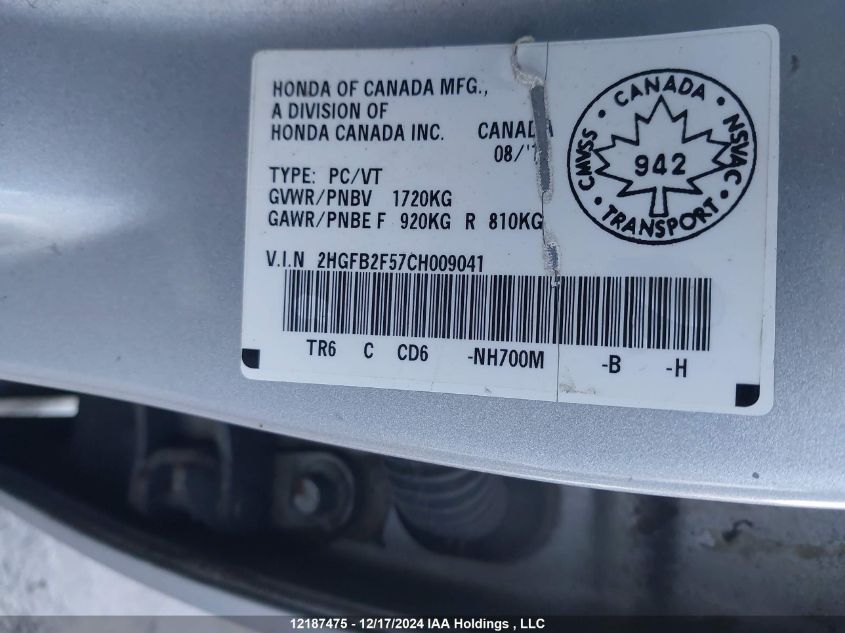 HONDA OF CANADA MFG.,
A DIVISION OF
HONDA CANADA INC. CANADA
08/'
TYPE: PC/VT
GVWR/PNBV 1720KG
GAWR/PNBE F 920KG R 810KG
V.I.N 2HGFB2F57CH009041
TR6 C CD6 -NH700M -B -H
CANADA
CMVSS • NSVAC
942
TRANSPORT
12187475 - 12/17/2024 IAA Holdings , LLC